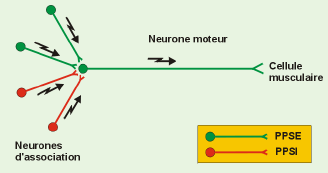 Neurone moteur
Cellule
musculaire
Neurones
d'association
PPSE
PPSI